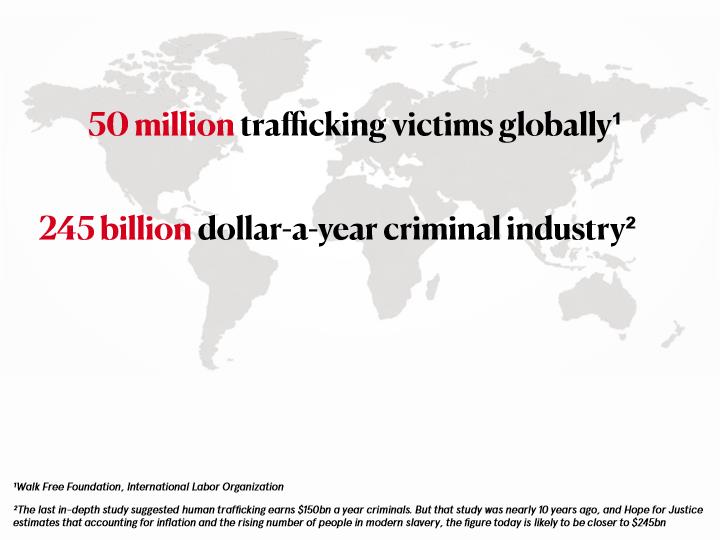 50 million trafficking victims globally¹
245 billion dollar-a-year criminal industry²
¹Walk Free Foundation, International Labor Organization
²The last in-depth study suggested human trafficking earns $150bn a year criminals. But that study was nearly 10 years ago, and Hope for Justice
estimates that accounting for inflation and the rising number of people in modern slavery, the figure today is likely to be closer to $245bn